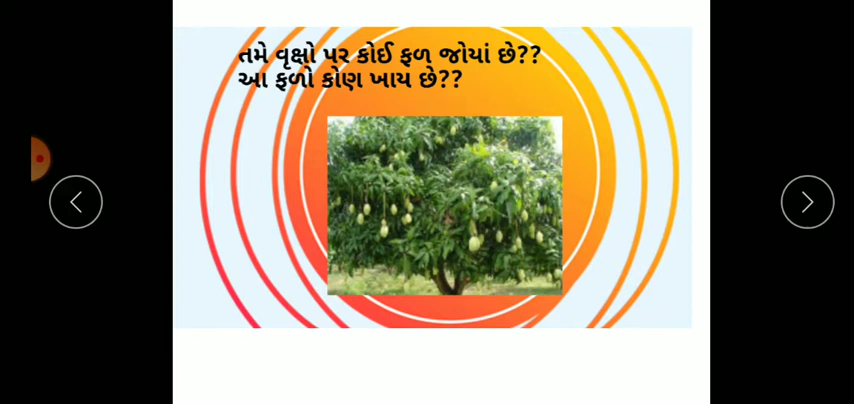 તમે વૃક્ષો પર કોઈ ફળ જોયાં છે??
આ ફળો કોણ ખાય છે??